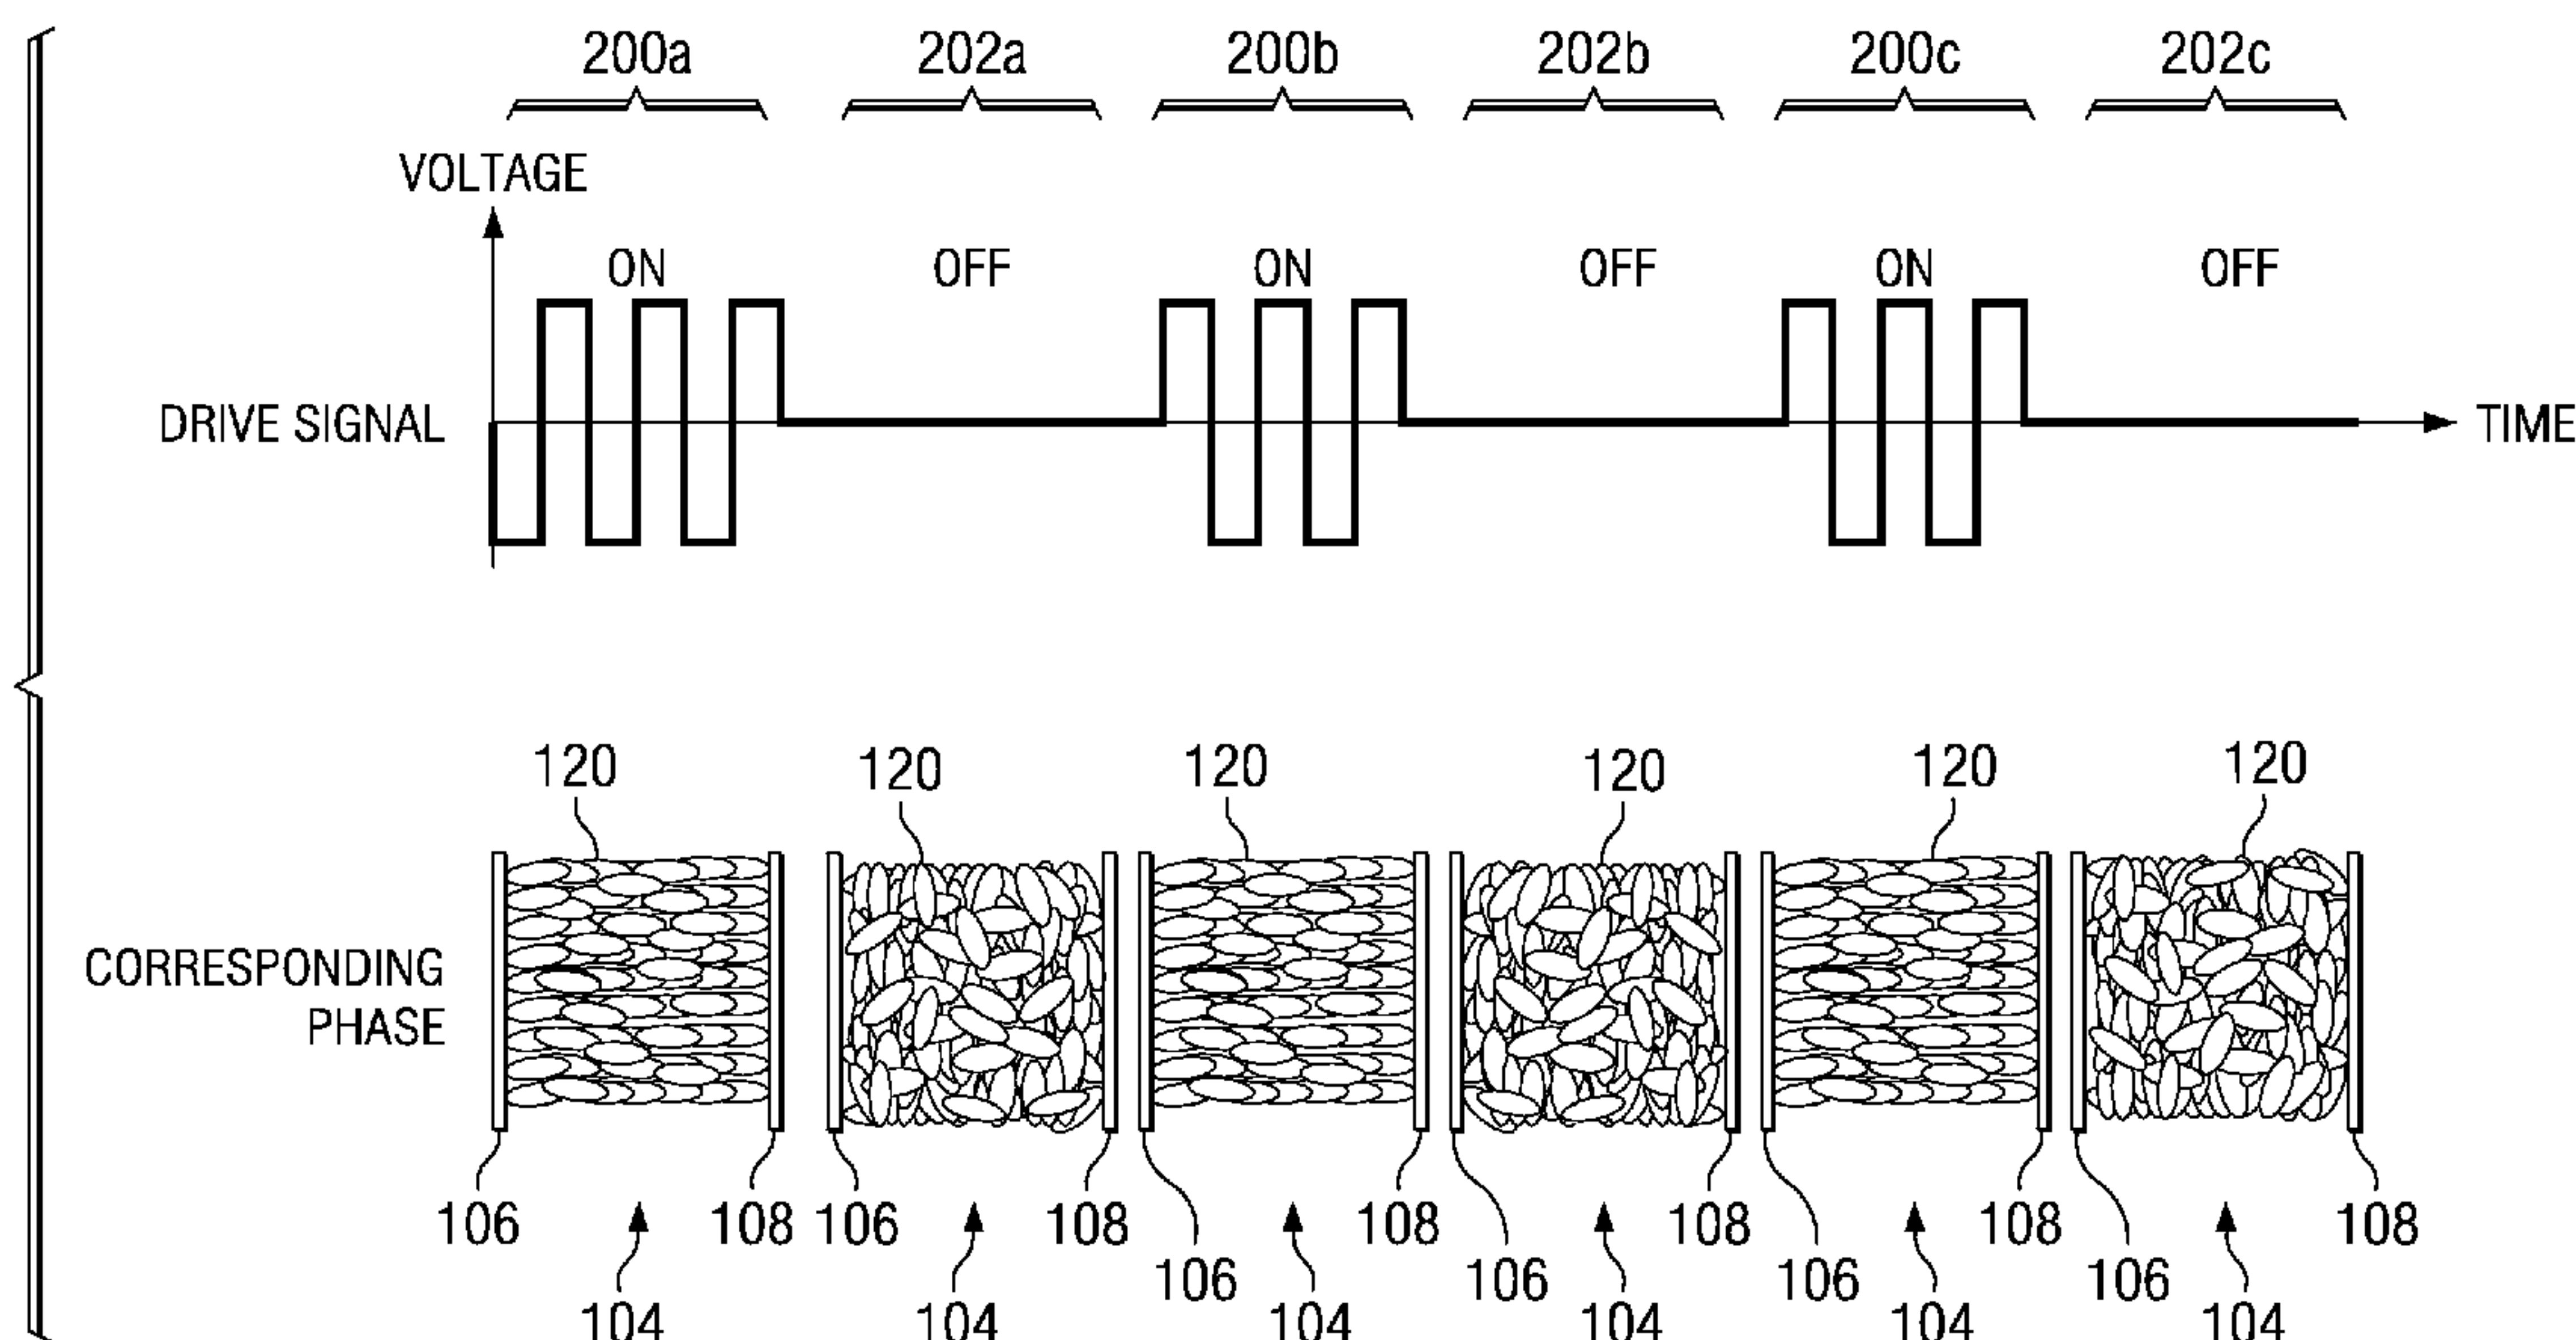 200a 202a 200b 202b 200c 202c
VOLTAGE
ON OFF ON OFF ON OFF
DRIVE SIGNAL
TIME
120 120 120 120 120 120
CORRESPONDING
PHASE
106 108 106 108 108 108 108 108
106 106 106 106
104 104 104 104 104 104